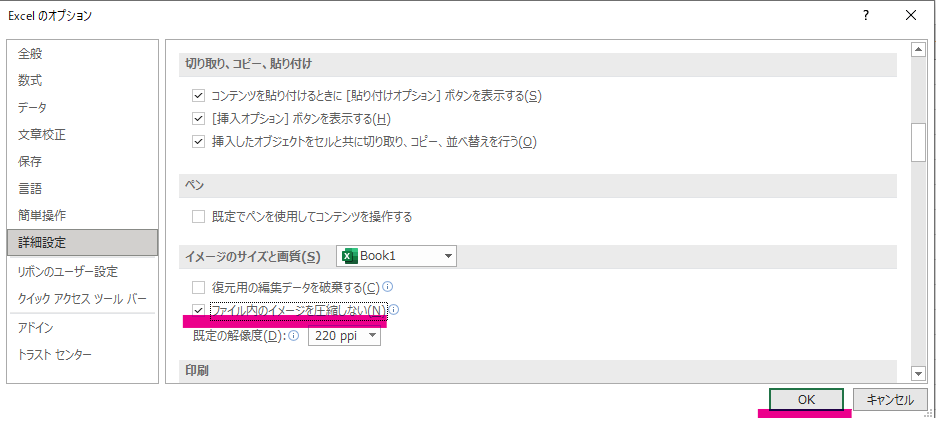 Excel のオプション
?
全般
数式
データ
文章校正
保存
言語
簡単操作
詳細設定
リボンのユーザー設定
クイック アクセス ツール バー
アドイン
トラスト センター
切り取り、コピー、貼り付け
コンテンツを貼り付けるときに [貼り付けオプション] ボタンを表示する(S)
[挿入オプション] ボタンを表示する(H)
挿入したオブジェクトをセルと共に切り取り、コピー、並べ替えを行う(O)
ペン
既定でペンを使用してコンテンツを操作する
イメージのサイズと画質(S) Book1
復元用の編集データを破棄する(C)
ファイル内のイメージを圧縮しない(N)
既定の解像度(D): 220 ppi
印刷
OK キャンセル